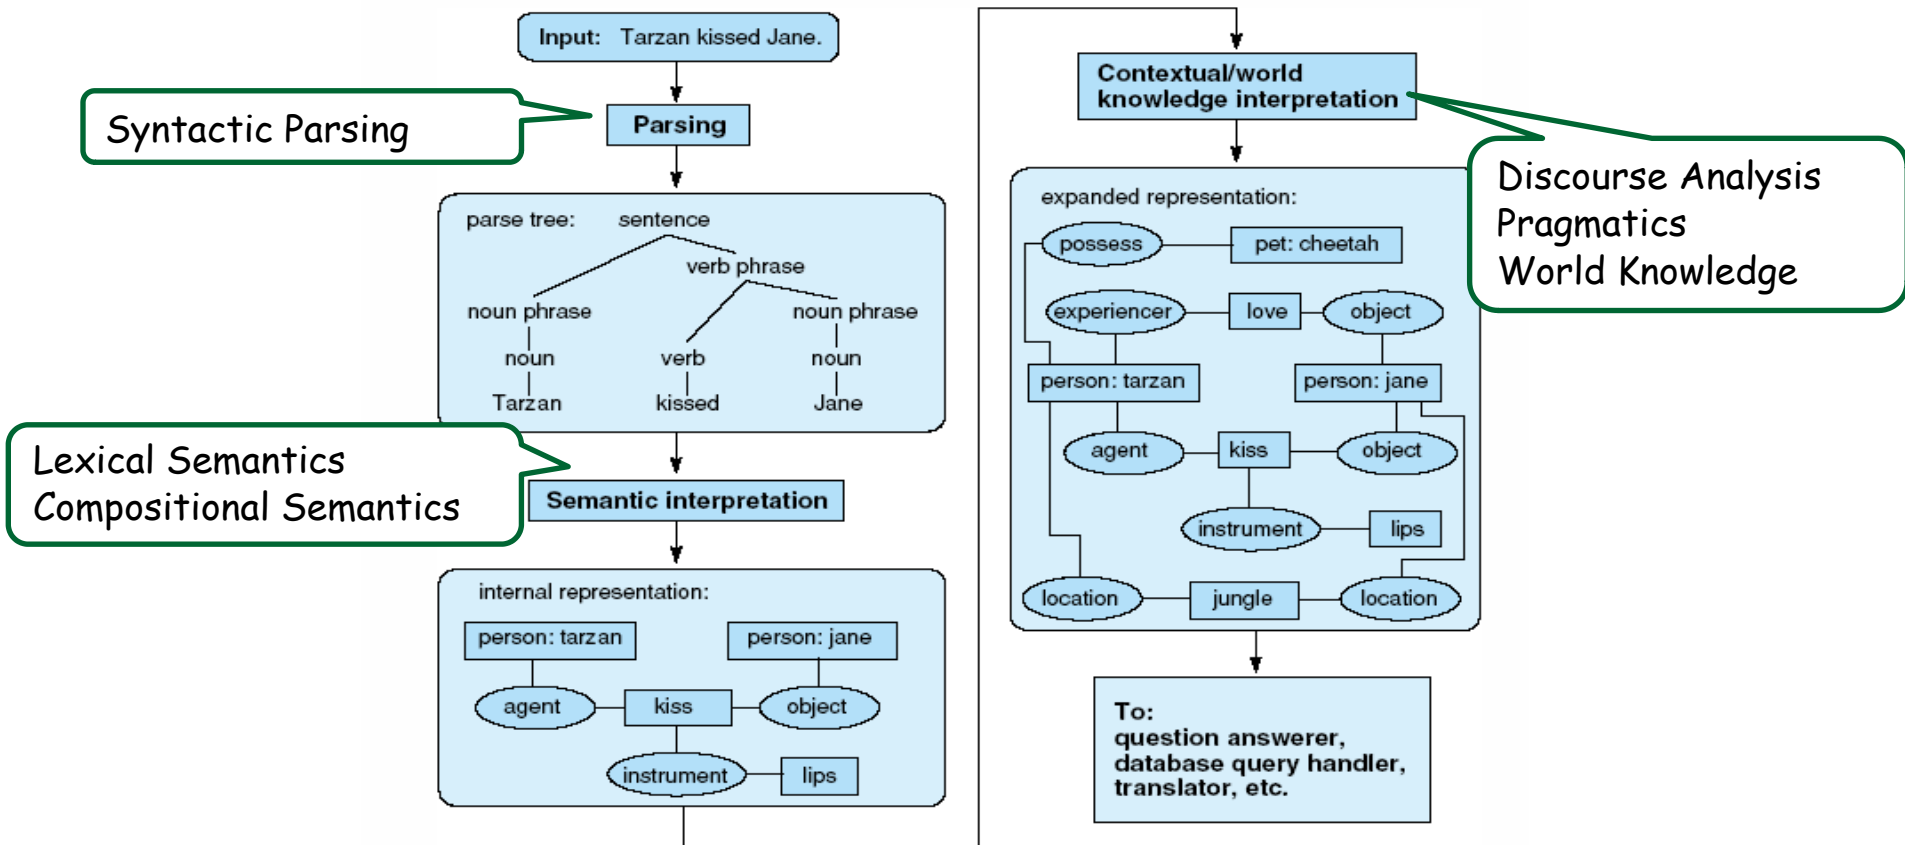 Input: Tarzan kissed Jane.
Syntactic Parsing
Parsing
parse tree: sentence
verb phrase
noun phrase noun phrase
noun verb noun
Tarzan kissed Jane
Lexical Semantics
Compositional Semantics
Semantic interpretation
internal representation:
person: tarzan person: jane
agent kiss object
instrument lips
Contextual/world
knowledge interpretation
Discourse Analysis
Pragmatics
World Knowledge
expanded representation:
possess pet: cheetah
experiencer love object
person: tarzan person: jane
agent kiss object
instrument lips
location jungle location
To:
question answerer,
database query handler,
translator, etc.